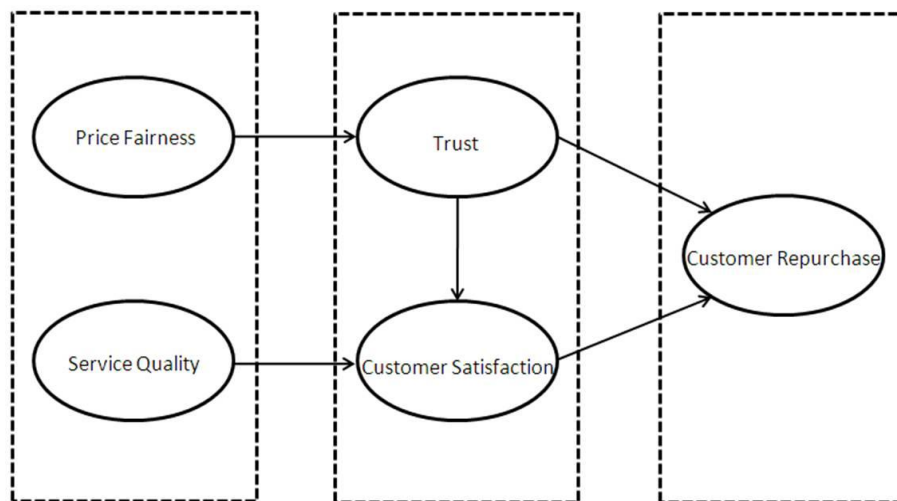 Price Fairness
Trust
Customer Repurchase
Service Quality
Customer Satisfaction